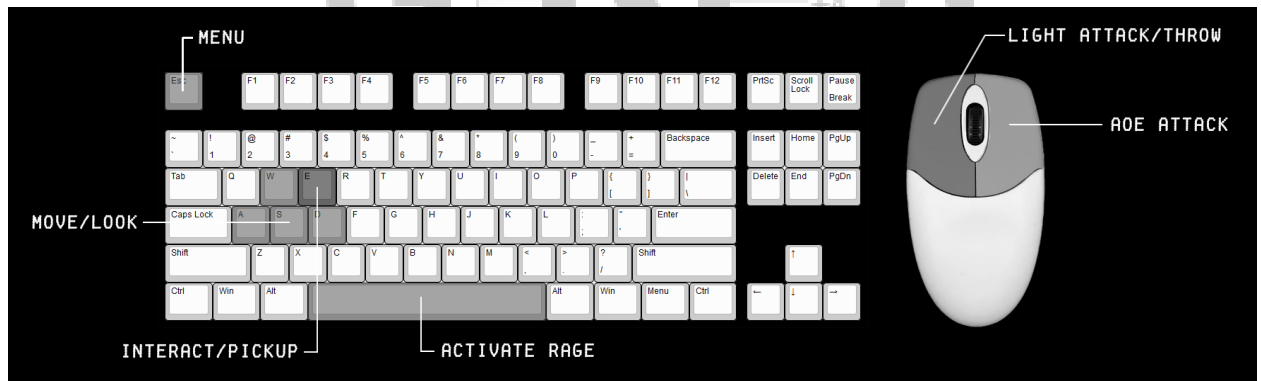 MENU
LIGHT ATTACK/THROW
Esc F1 F2 F3 F4 F5 F6 F7 F8 F9 F10 F11 F12 PrtSc Scroll Lock Pause Break
AOE ATTACK
~ ` ! 1 @ 2 # 3 $ 4 % 5 ^ 6 & 7 * 8 ( 9 ) 0 _ - + = Backspace Insert Home PgUp
Tab Q W E R T Y U I O P { [ } ] | \ Delete End PgDn
MOVE/LOOK
Caps Lock A S D F G H J K L : ; " ' Enter
Shift Z X C V B N M < , > . ? / Shift ↑
Ctrl Win Alt Alt Win Menu Ctrl ← ↓ →
INTERACT/PICKUP
ACTIVATE RAGE